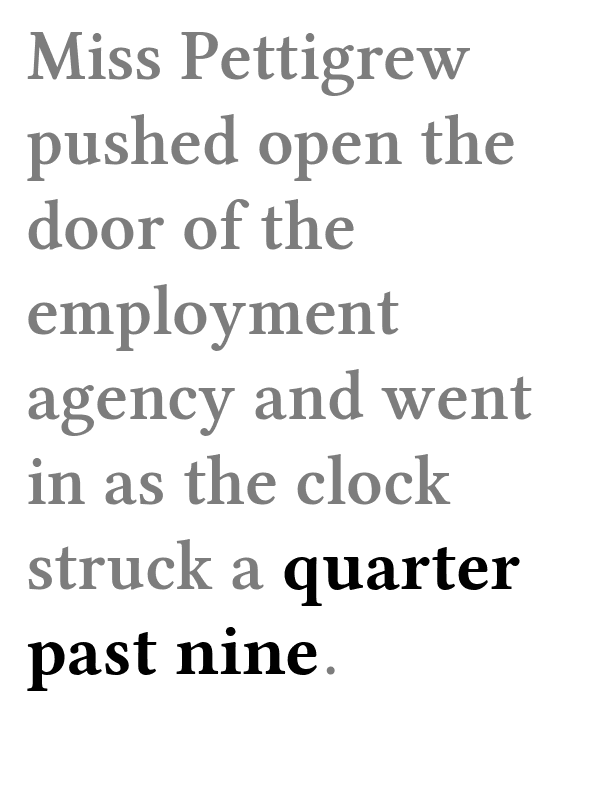 Miss Pettigrew
pushed open the
door of the
employment
agency and went
in as the clock
struck a quarter
past nine.